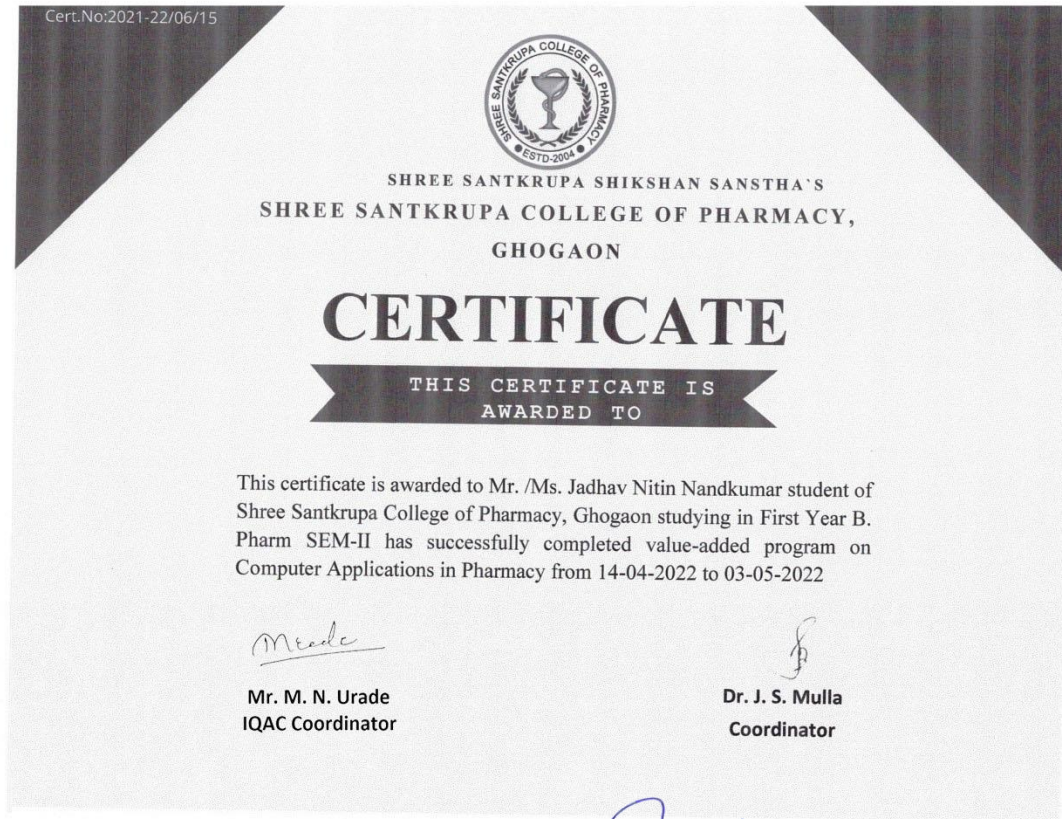 Cert.No:2021-22/06/15
SHREE SANTKRUPA COLLEGE OF PHARMACY
ESTD-2004
SHREE SANTKRUPA SHIKSHAN SANSTHA`S
SHREE SANTKRUPA COLLEGE OF PHARMACY,
GHOGAON
CERTIFICATE
THIS CERTIFICATE IS
AWARDED TO
This certificate is awarded to Mr. /Ms. Jadhav Nitin Nandkumar student of
Shree Santkrupa College of Pharmacy, Ghogaon studying in First Year B.
Pharm SEM-II has successfully completed value-added program on
Computer Applications in Pharmacy from 14-04-2022 to 03-05-2022
Mr. M. N. Urade
IQAC Coordinator
Dr. J. S. Mulla
Coordinator